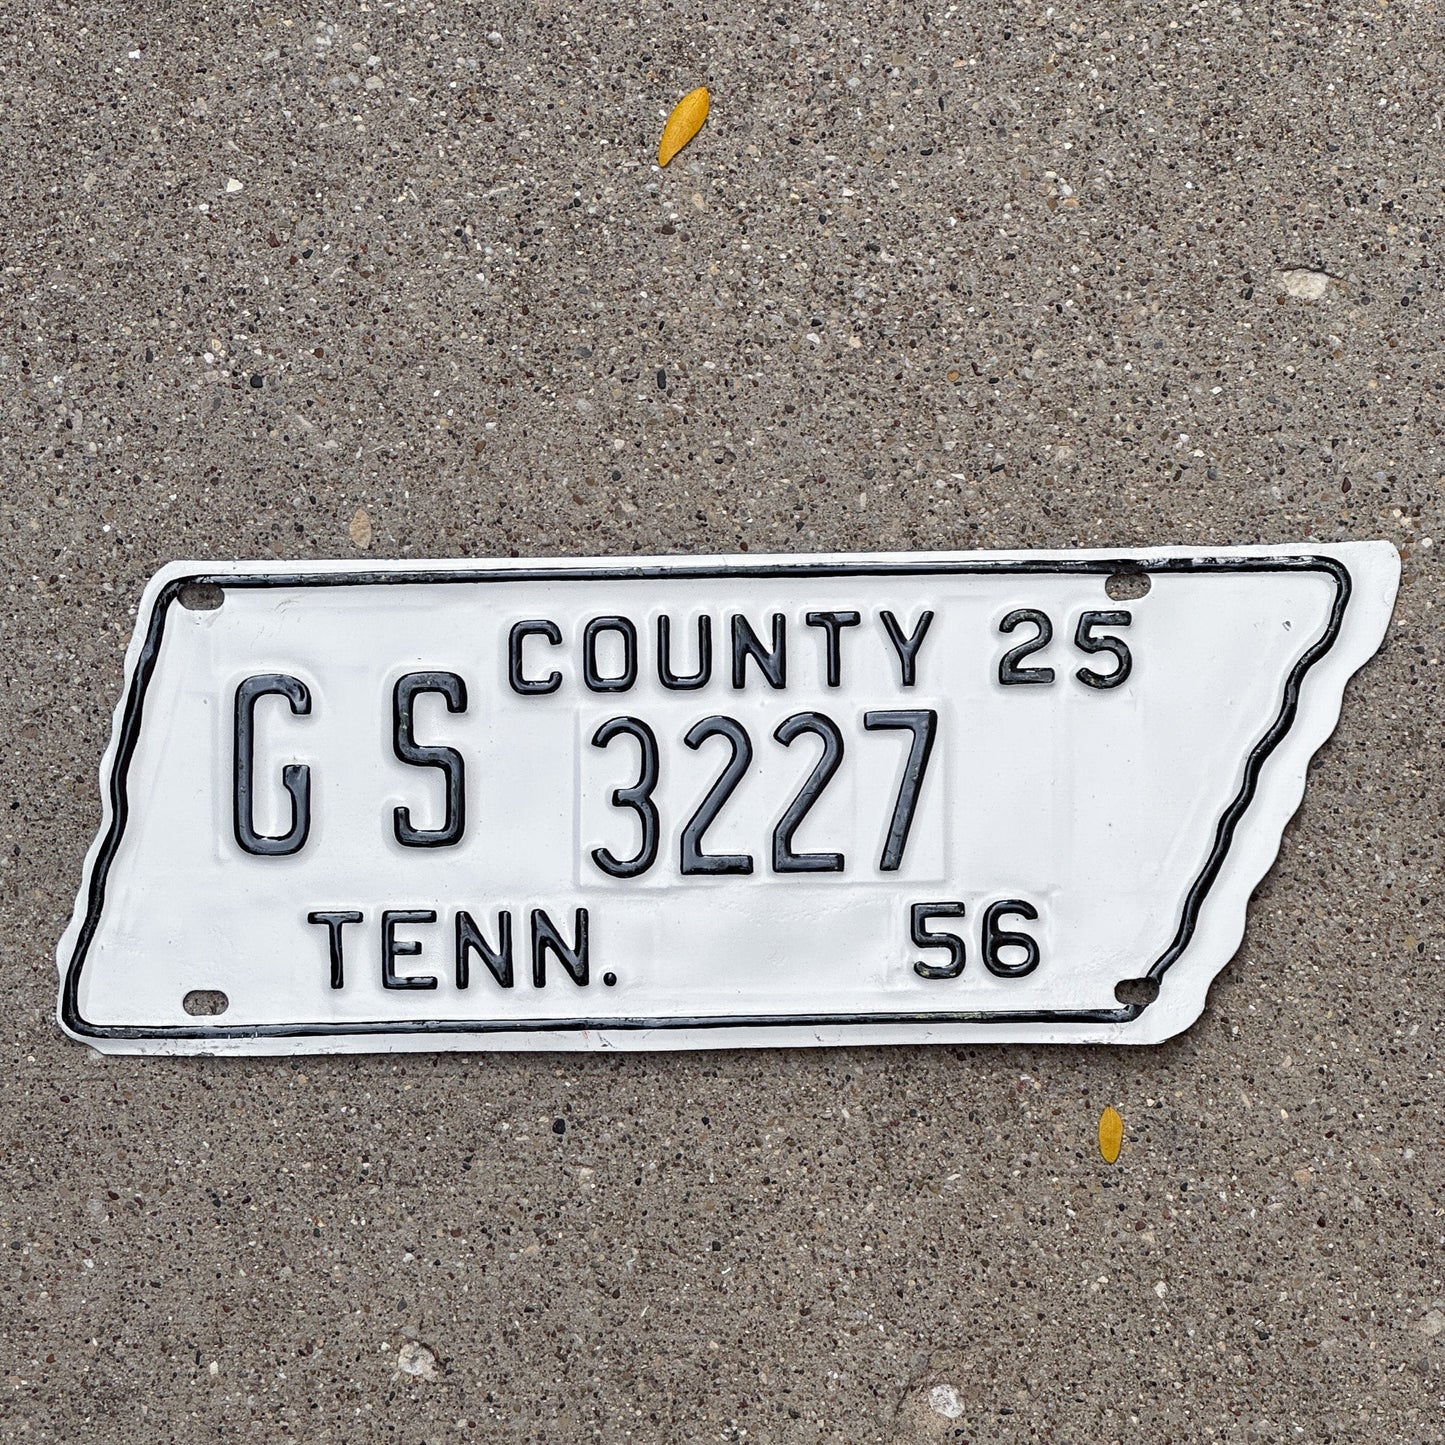 COUNTY 25
G S 3227
TENN. 56